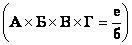 (А × Б × В × Г = е/б)